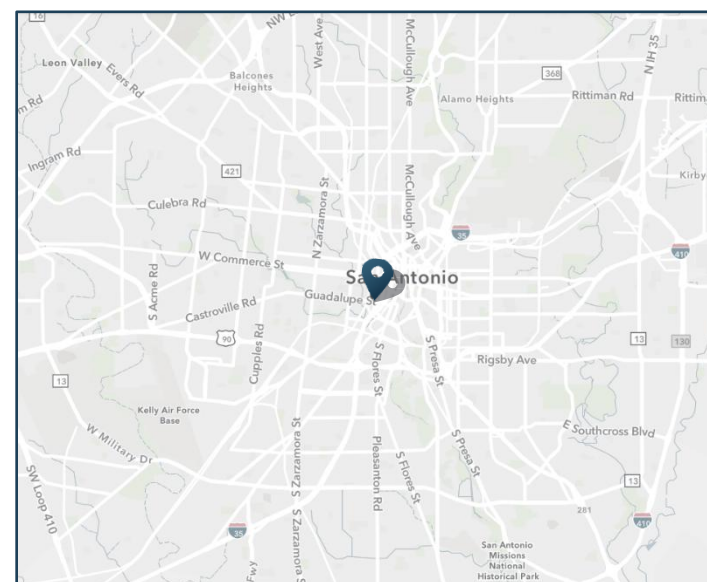 16
NW
West Ave
McCullough Ave
N IH 35
Leon Valley
Evers Rd
Balcones
Heights
368
Alamo Heights
Rittiman Rd
Ingram Rd
421
Culebra Rd
N Zarzamora St
McCullough Ave
Kirby
35
410
W Commerce St
San Antonio
S Acme Rd
Guadalupe St
Castroville Rd
90
Cupples Rd
S Flores St
S Presa St
Rigsby Ave
13
130
13
Kelly Air Force
Base
W Military Dr
S Zarzamora St
Pleasanton Rd
S Flores St
S Presa St
E Southcross Blvd
SW Loop 410
13
281
35
S Zarz
Fwy
410
San Antonio
Missions
National
Historical Park